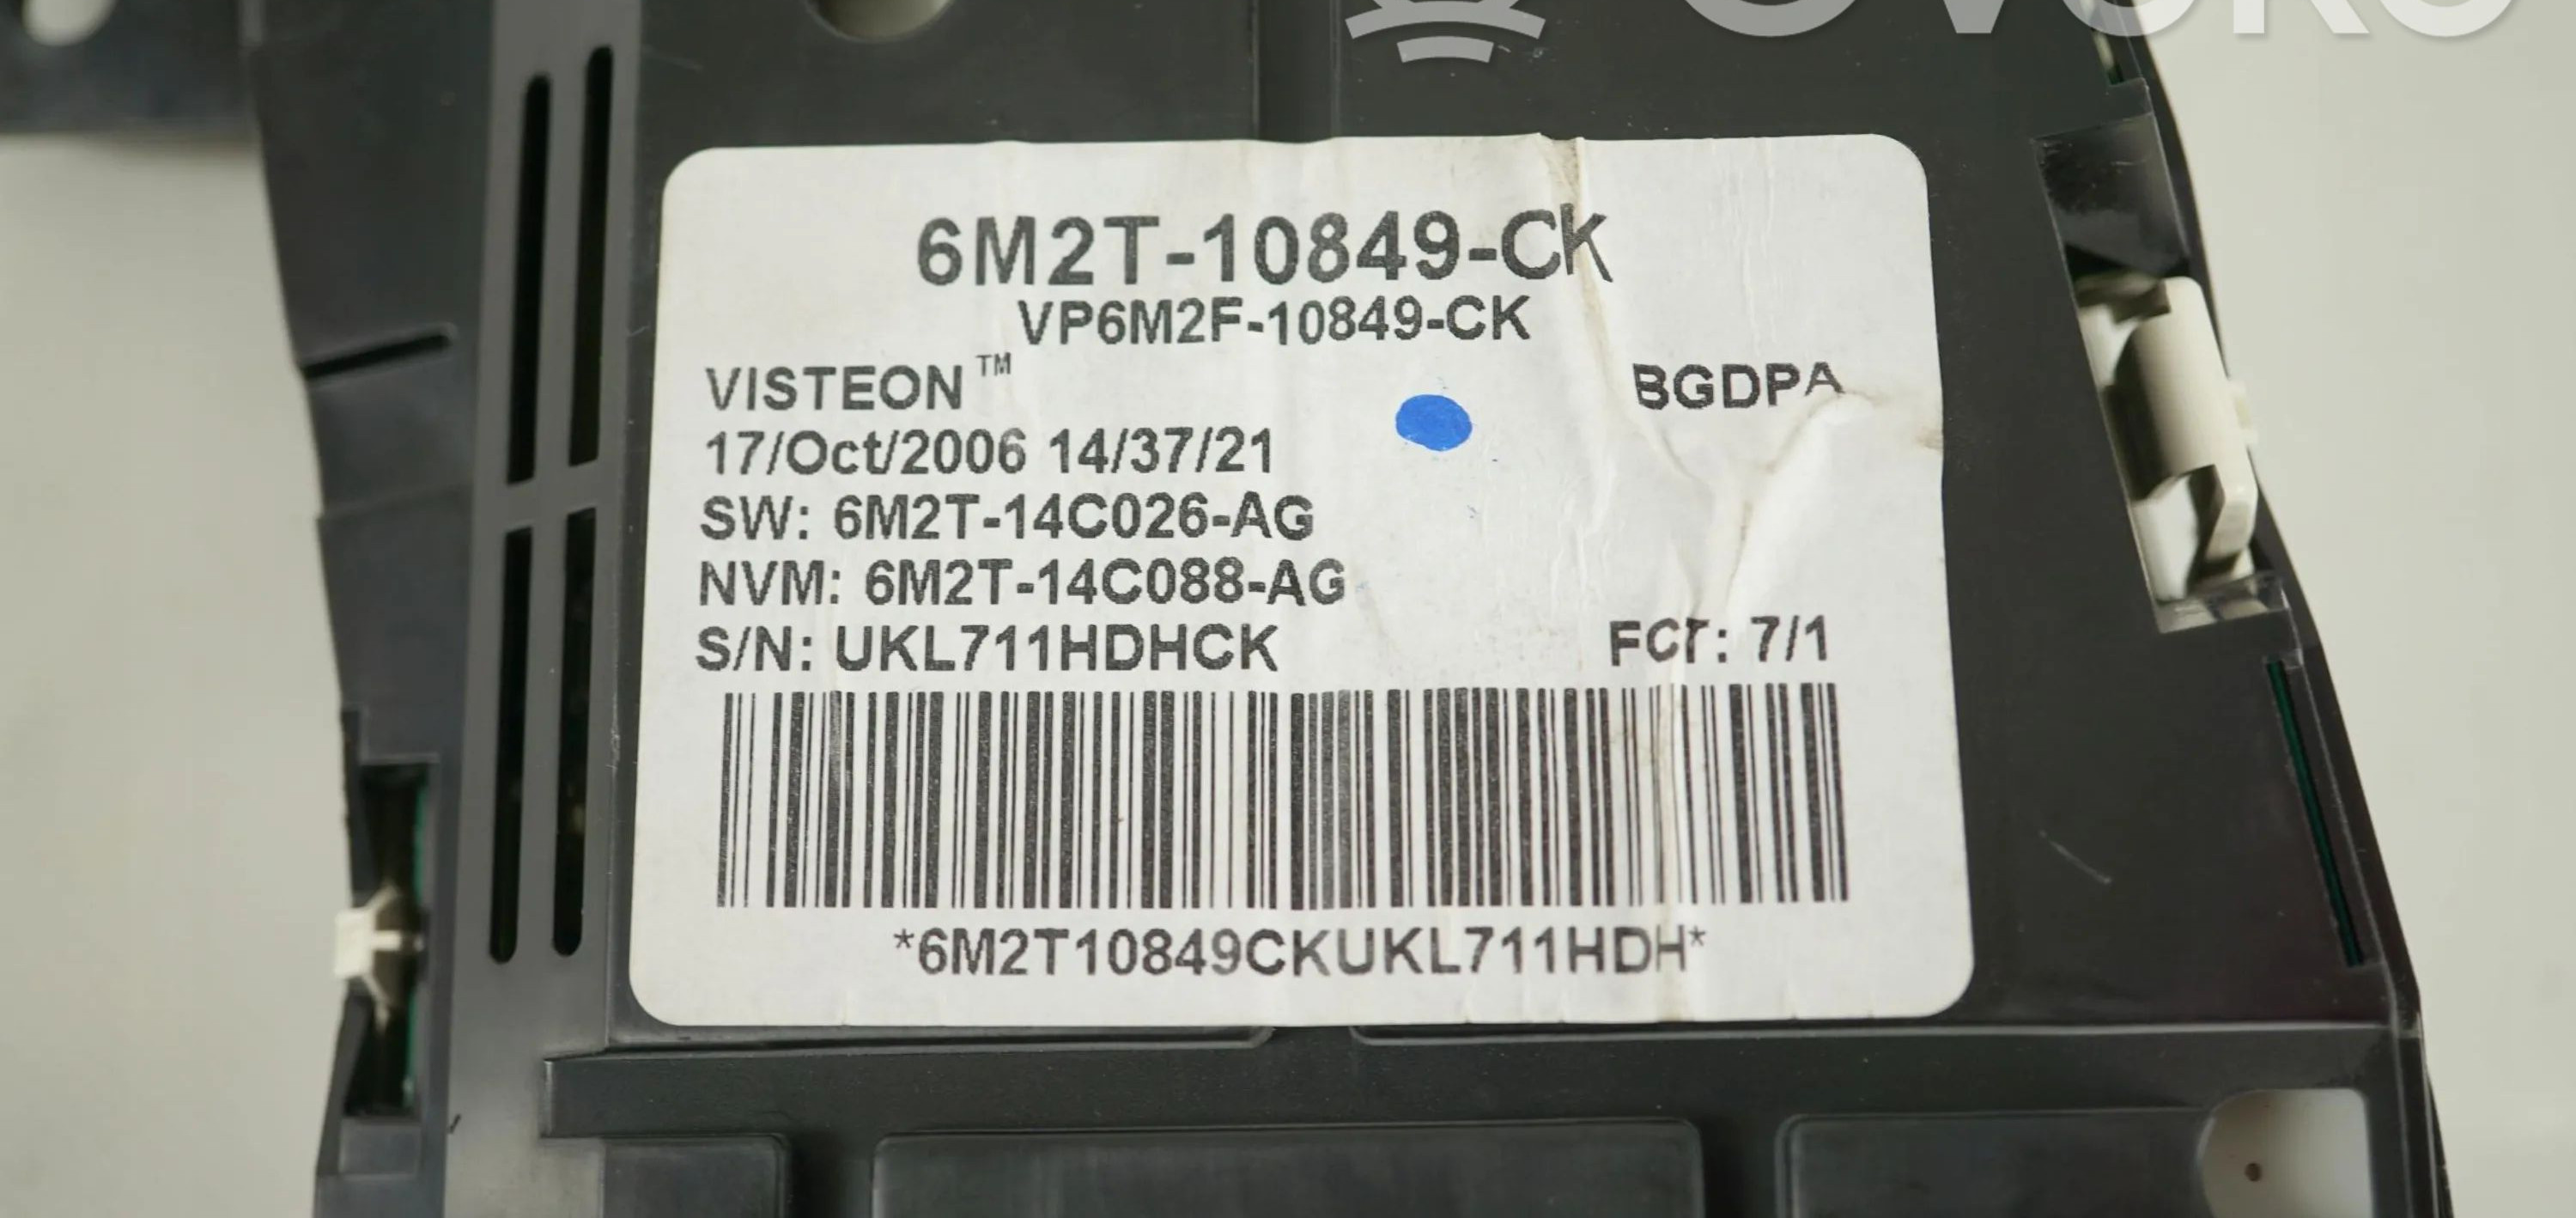 6M2T-10849-CK
VP6M2F-10849-CK
VISTEON™ BGDPA
17/Oct/2006 14/37/21
SW: 6M2T-14C026-AG
NVM: 6M2T-14C088-AG
S/N: UKL711HDHCK FCT: 7/1
*6M2T10849CKUKL711HDH*